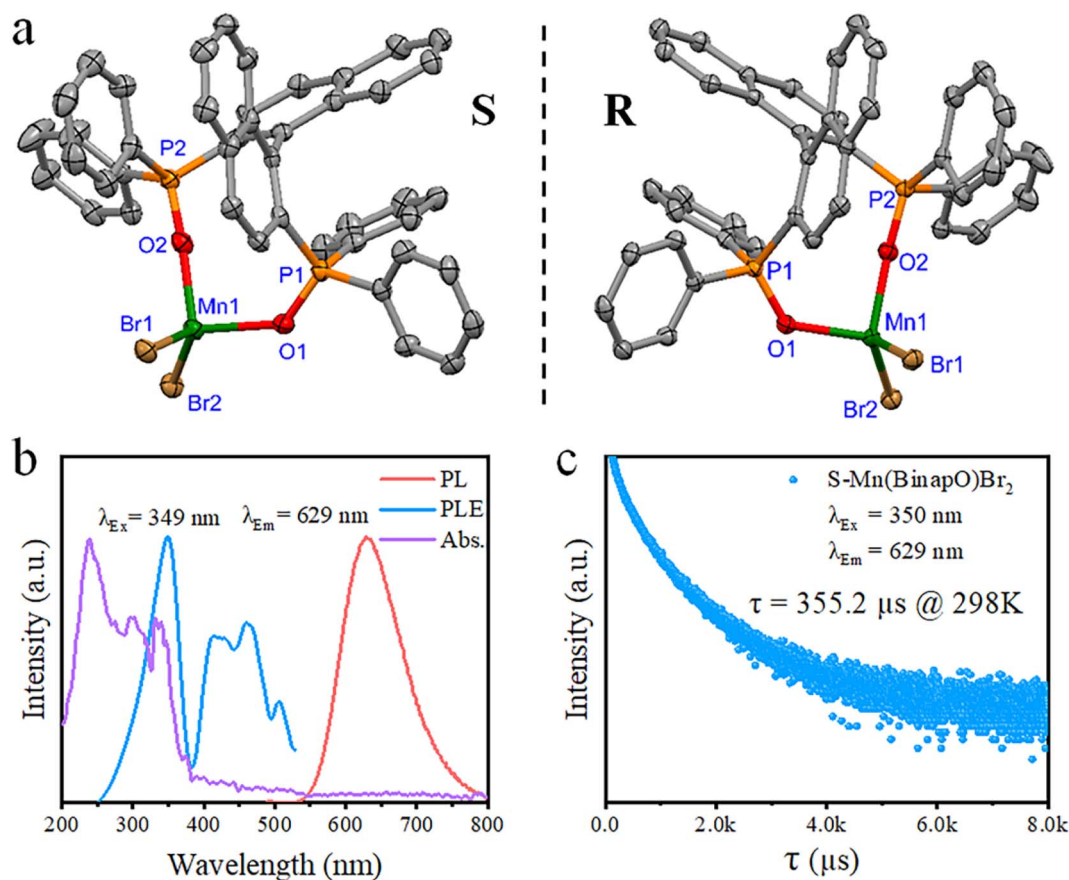 a
S
R
P2
O2
P1
Mn1
Br1
O1
Br2
P2
P1
O2
Mn1
O1
Br1
Br2
b
PL
PLE
Abs.
λEx = 349 nm
λEm = 629 nm
Intensity (a.u.)
200 300 400 500 600 700 800
Wavelength (nm)
c
S-Mn(BinapO)Br2
λEx = 350 nm
λEm = 629 nm
τ = 355.2 μs @ 298K
Intensity (a.u.)
0.0 2.0k 4.0k 6.0k 8.0k
τ (μs)